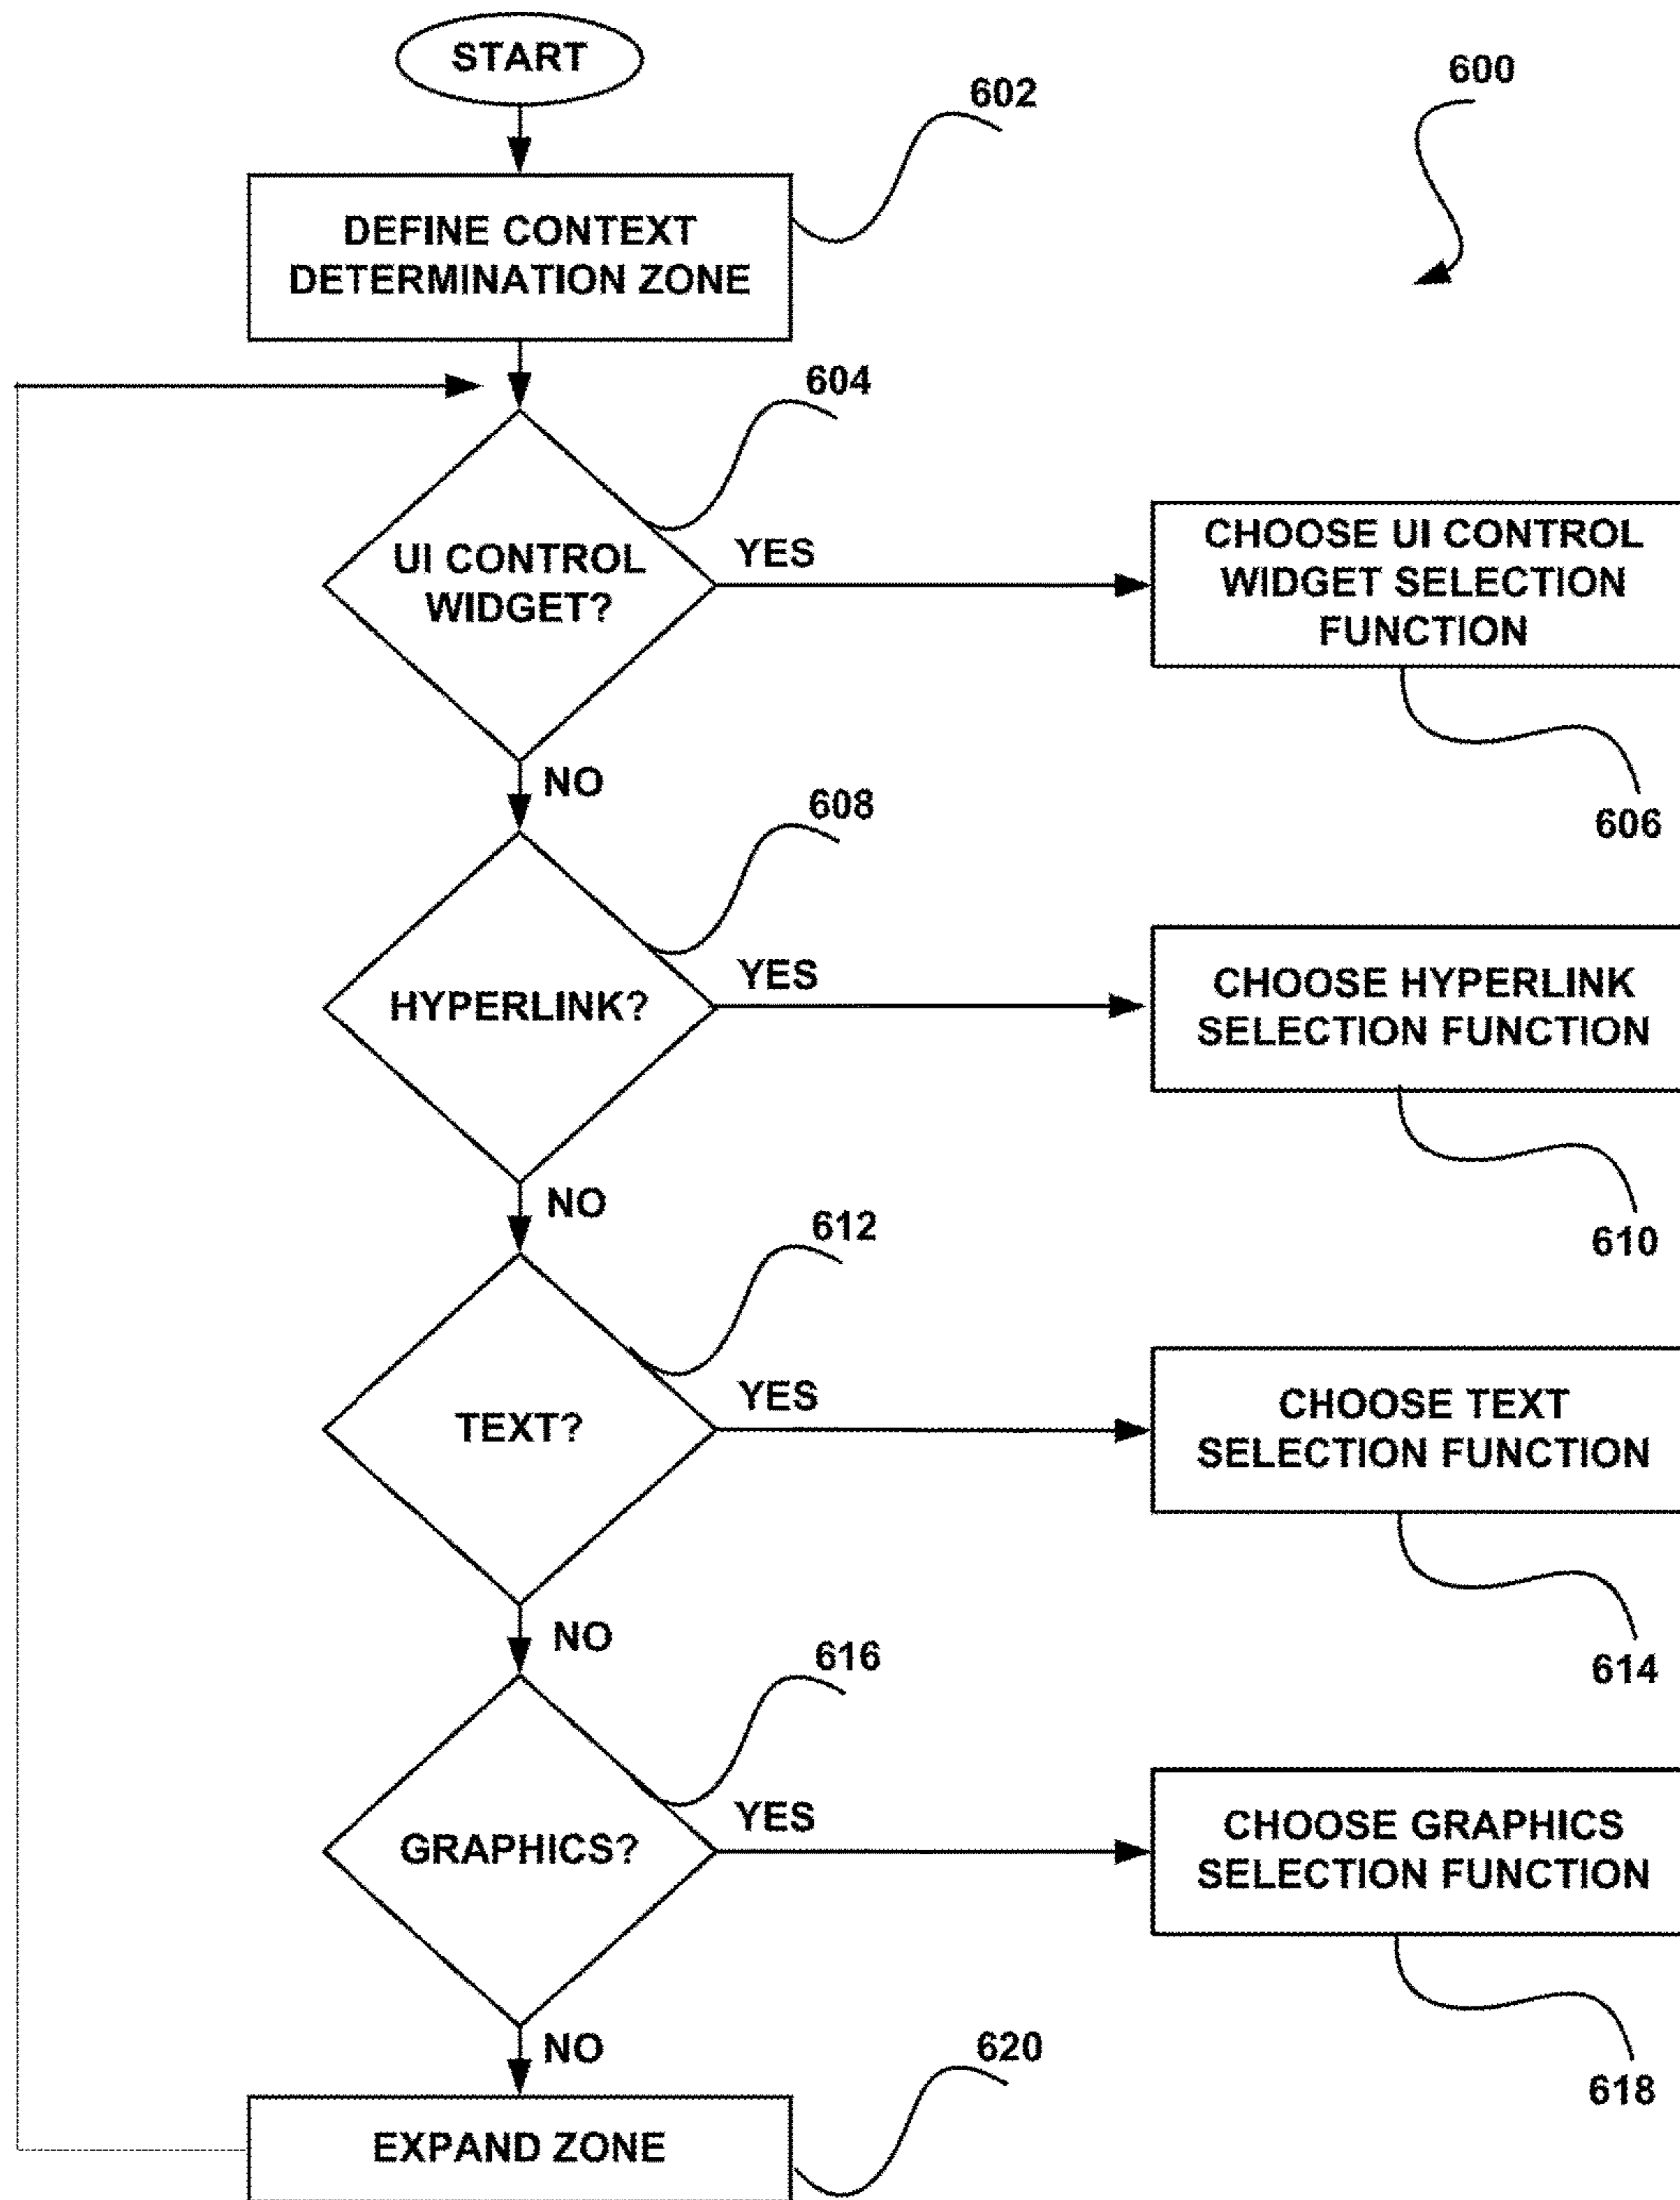 START
600
602
DEFINE CONTEXT
DETERMINATION ZONE
604
UI CONTROL
WIDGET?
YES
CHOOSE UI CONTROL
WIDGET SELECTION
FUNCTION
606
NO
608
HYPERLINK?
YES
CHOOSE HYPERLINK
SELECTION FUNCTION
610
NO
612
TEXT?
YES
CHOOSE TEXT
SELECTION FUNCTION
614
NO
616
GRAPHICS?
YES
CHOOSE GRAPHICS
SELECTION FUNCTION
618
NO
620
EXPAND ZONE